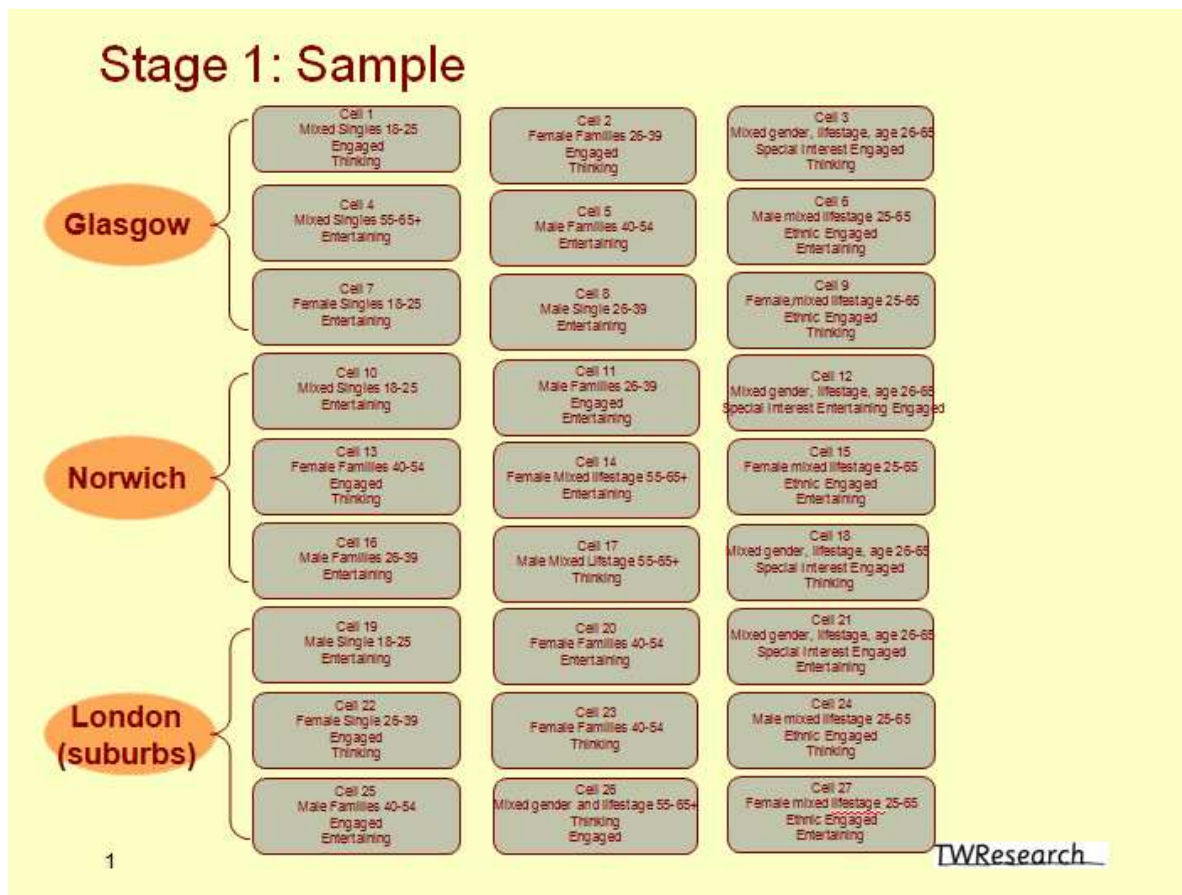 Stage 1: Sample
Glasgow
Cell 1
Mixed Singles 18-25
Engaged
Thinking
Cell 2
Female Families 26-39
Engaged
Thinking
Cell 3
Mixed gender, lifestage, age 26-65
Special Interest Engaged
Thinking
Cell 4
Mixed Singles 55-65+
Entertaining
Cell 5
Male Families 40-54
Entertaining
Cell 6
Male mixed lifestage 25-65
Ethnic Engaged
Entertaining
Cell 7
Female Singles 18-25
Entertaining
Cell 8
Male Single 26-39
Entertaining
Cell 9
Female,mixed lifestage 25-65
Ethnic Engaged
Thinking
Norwich
Cell 10
Mixed Singles 18-25
Entertaining
Cell 11
Male Families 26-39
Engaged
Entertaining
Cell 12
Mixed gender, lifestage, age 26-65
Special Interest Entertaining Engaged
Cell 13
Female Families 40-54
Engaged
Thinking
Cell 14
Female Mixed lifestage 55-65+
Entertaining
Cell 15
Female mixed lifestage 25-65
Ethnic Engaged
Entertaining
Cell 16
Male Families 26-39
Entertaining
Cell 17
Male Mixed Lifstage 55-65+
Thinking
Cell 18
Mixed gender, lifestage, age 26-65
Special Interest Engaged
Thinking
London
(suburbs)
Cell 19
Male Single 18-25
Entertaining
Cell 20
Female Families 40-54
Entertaining
Cell 21
Mixed gender, lifestage, age 26-65
Special Interest Engaged
Entertaining
Cell 22
Female Single 26-39
Engaged
Thinking
Cell 23
Female Families 40-54
Thinking
Cell 24
Male mixed lifestage 25-65
Ethnic Engaged
Thinking
Cell 25
Male Families 40-54
Engaged
Entertaining
Cell 26
Mixed gender and lifestage 55- 65+
Thinking
Engaged
Cell 27
Female mixed lifestage 25-65
Ethnic Engaged
Entertaining
1
TWResearch